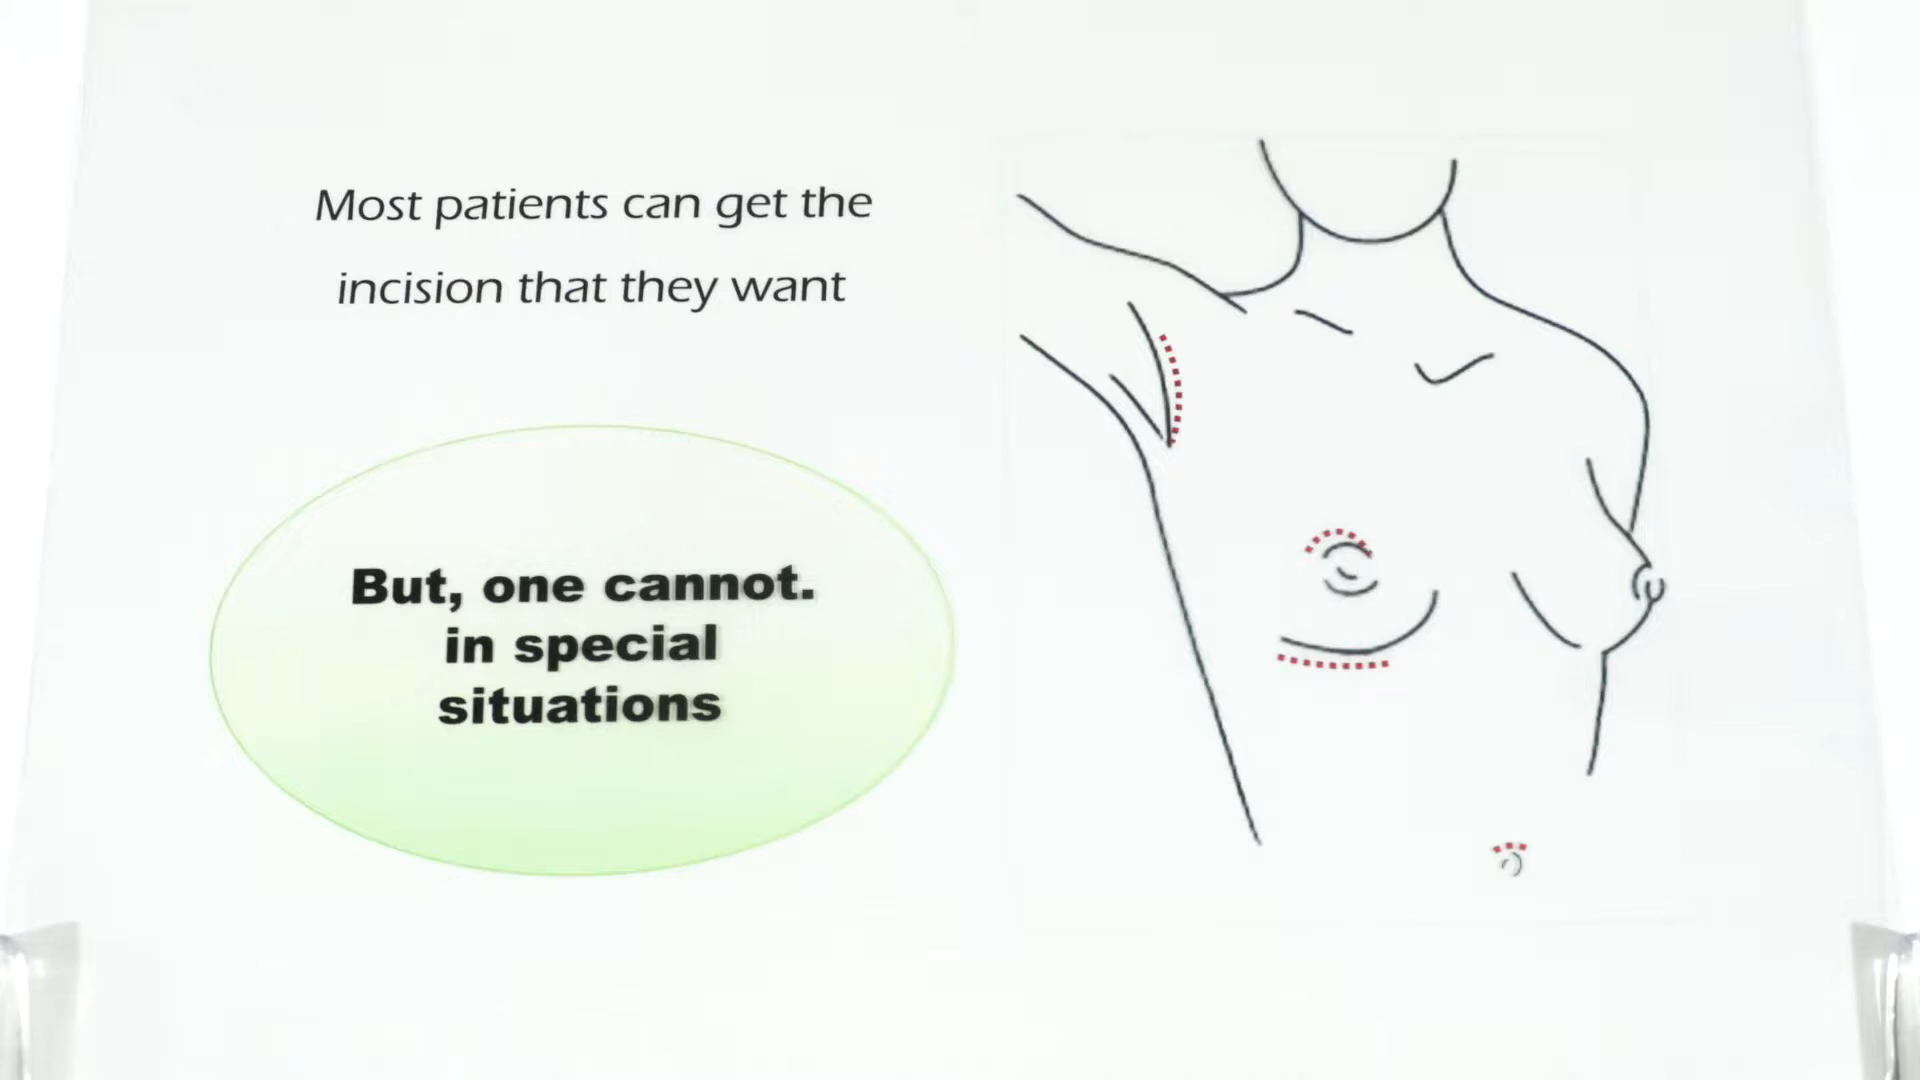 Most patients can get the
incision that they want
But, one cannot.
in special
situations